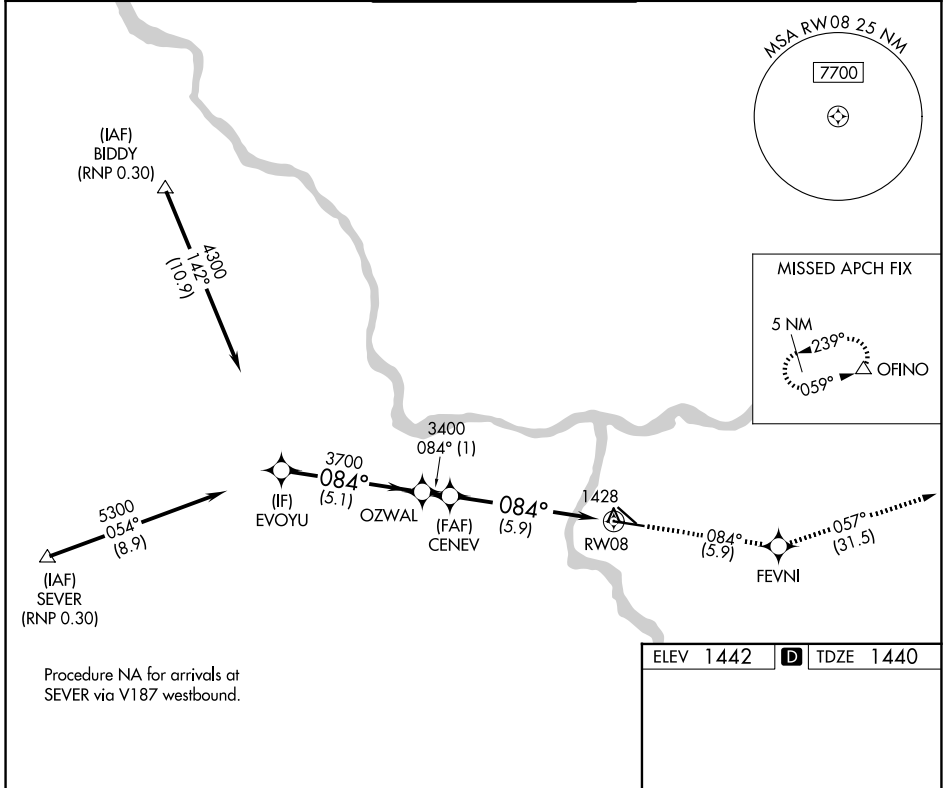 MSA RW08 25 NM
7700
(IAF)
BIDDY
(RNP 0.30)
4300
142°
(10.9)
MISSED APCH FIX
5 NM
239°
059°
OFINO
3400
084° (1)
3700
084°
(5.1)
(IF)
EVOYU
OZWAL
(FAF)
CENEV
084°
(5.9)
1428
RW08
084°
(5.9)
FEVNI
057°
(31.5)
5300
054°
(8.9)
(IAF)
SEVER
(RNP 0.30)
Procedure NA for arrivals at
SEVER via V187 westbound.
ELEV 1442 D TDZE 1440